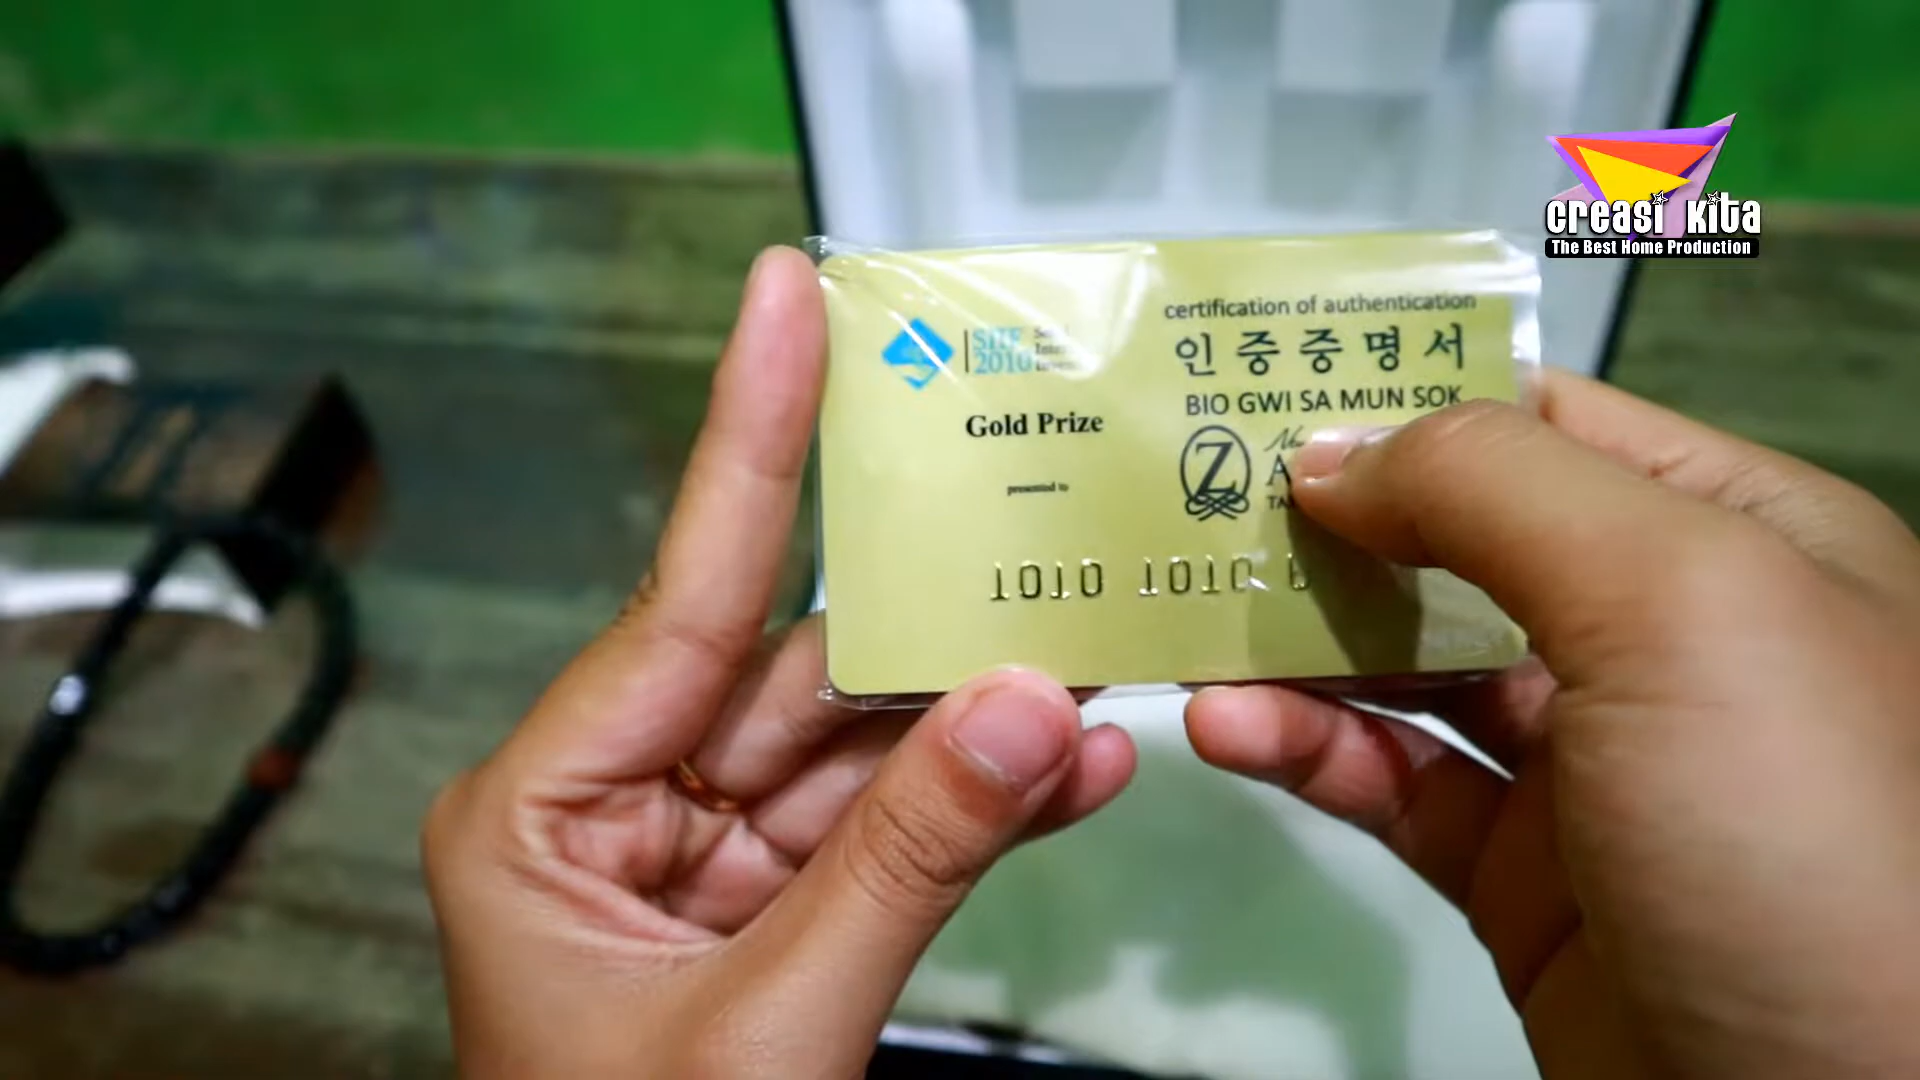 creasi kita
The Best Home Production
certification of authentication
인증증명서
BIO GWI SA MUN SOK
SIIF
2010
Gold Prize
presented to
Z
1010 1010